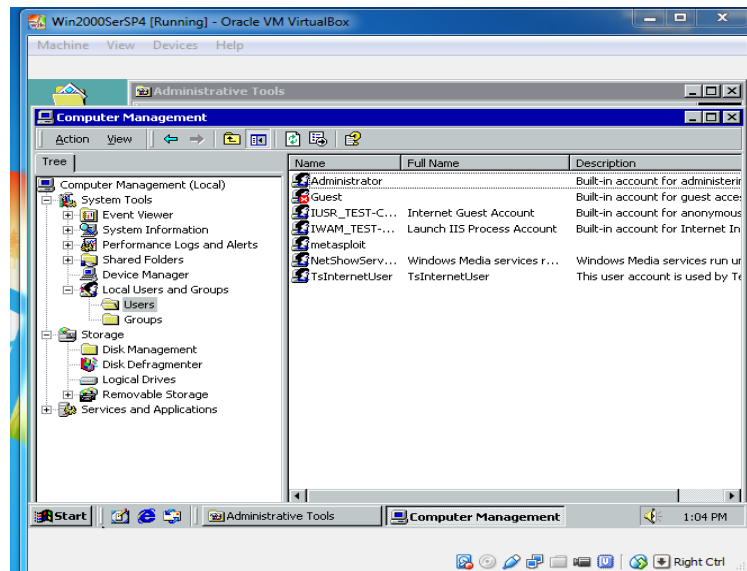 Win2000SerSP4 [Running] - Oracle VM VirtualBox
Machine View Devices Help
Administrative Tools
Computer Management
Action View
Tree
Name Full Name Description
Computer Management (Local)
System Tools
Event Viewer
System Information
Performance Logs and Alerts
Shared Folders
Device Manager
Local Users and Groups
Users
Groups
Storage
Disk Management
Disk Defragmenter
Logical Drives
Removable Storage
Services and Applications
Administrator Built-in account for administerin
Guest Built-in account for guest acces
IUSR_TEST-C... Internet Guest Account Built-in account for anonymous
IWAM_TEST-... Launch IIS Process Account Built-in account for Internet In
metasploit
NetShowServ... Windows Media services r... Windows Media services run un
TsInternetUser TsInternetUser This user account is used by Te
Start Administrative Tools Computer Management 1:04 PM
Right Ctrl